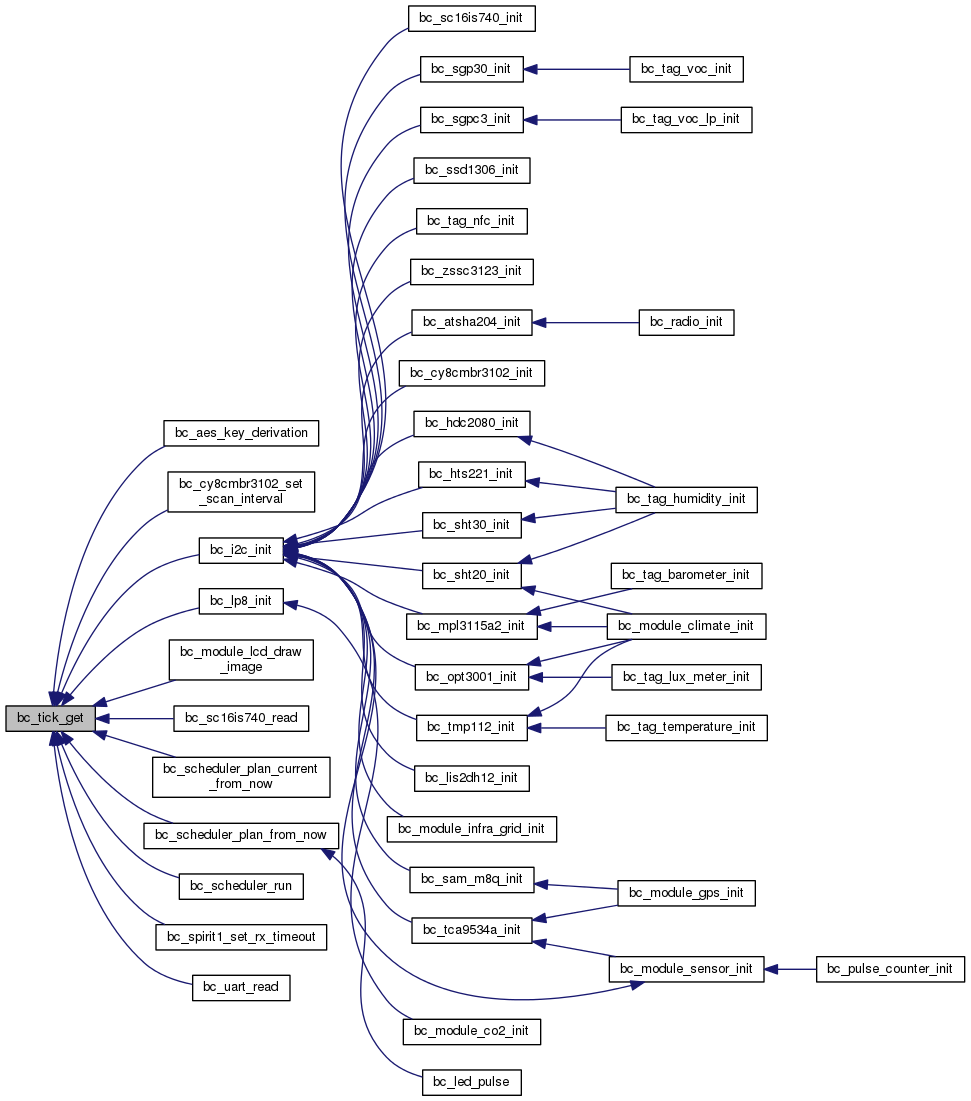 bc_tick_get
bc_aes_key_derivation
bc_cy8cmbr3102_set
_scan_interval
bc_i2c_init
bc_lp8_init
bc_module_lcd_draw
_image
bc_sc16is740_read
bc_scheduler_plan_current
_from_now
bc_scheduler_plan_from_now
bc_scheduler_run
bc_spirit1_set_rx_timeout
bc_uart_read
bc_sc16is740_init
bc_sgp30_init
bc_sgpc3_init
bc_ssd1306_init
bc_tag_nfc_init
bc_zssc3123_init
bc_atsha204_init
bc_cy8cmbr3102_init
bc_hdc2080_init
bc_hts221_init
bc_sht30_init
bc_sht20_init
bc_mpl3115a2_init
bc_opt3001_init
bc_tmp112_init
bc_lis2dh12_init
bc_module_infra_grid_init
bc_sam_m8q_init
bc_tca9534a_init
bc_module_co2_init
bc_led_pulse
bc_tag_voc_init
bc_tag_voc_lp_init
bc_radio_init
bc_tag_humidity_init
bc_tag_barometer_init
bc_module_climate_init
bc_tag_lux_meter_init
bc_tag_temperature_init
bc_module_gps_init
bc_module_sensor_init
bc_pulse_counter_init